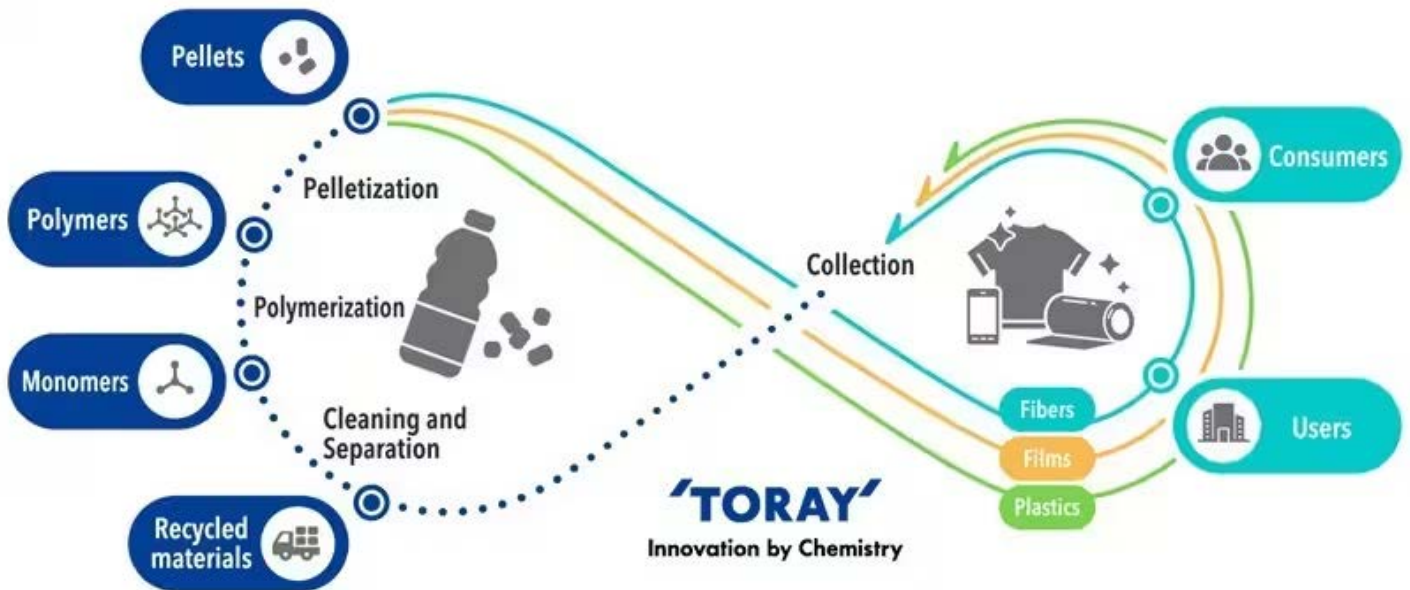 Pellets
Pelletization
Polymers
Polymerization
Monomers
Cleaning and
Separation
Recycled
materials
Collection
Consumers
Users
Fibers
Films
Plastics
'TORAY'
Innovation by Chemistry